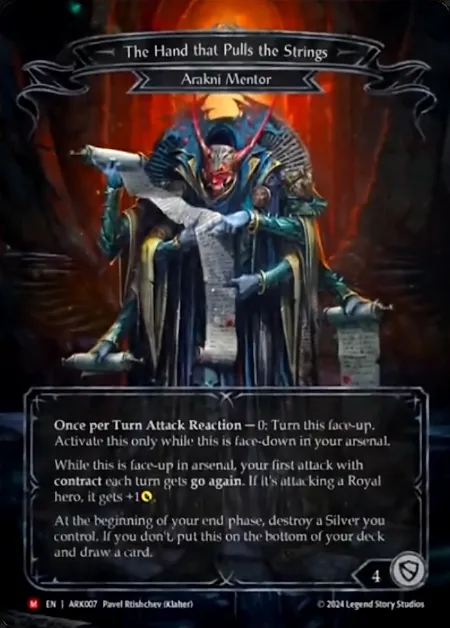 The Hand that Pulls the Strings
Arakni Mentor
Once per Turn Attack Reaction — 0: Turn this face-up.
Activate this only while this is face-down in your arsenal.
While this is face-up in arsenal, your first attack with
contract each turn gets go again. If it's attacking a Royal
hero, it gets +1.
At the beginning of your end phase, destroy a Silver you
control. If you don't, put this on the bottom of your deck
and draw a card.
4
M EN | ARK007 Pavel Rtishchev (Klaher) © 2024 Legend Story Studios